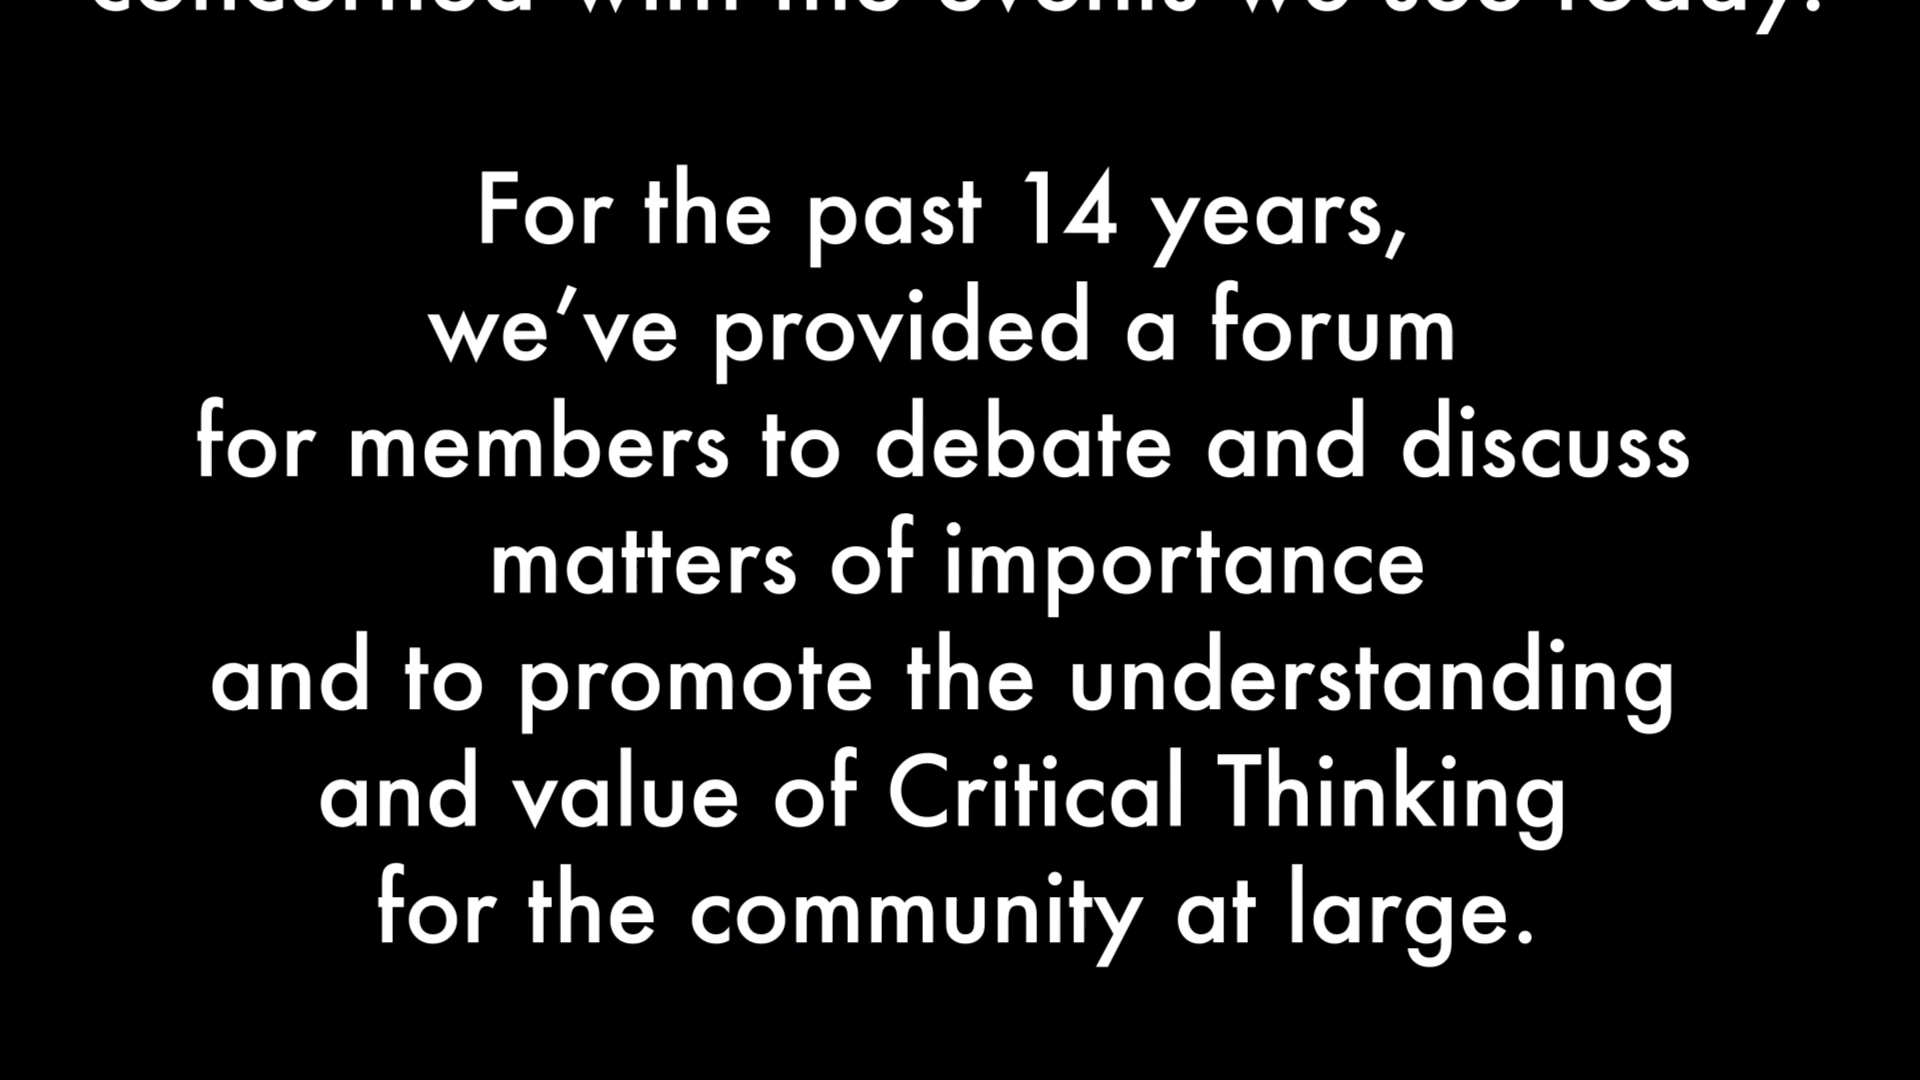 concerned with the events we see today.
For the past 14 years,
we’ve provided a forum
for members to debate and discuss
matters of importance
and to promote the understanding
and value of Critical Thinking
for the community at large.